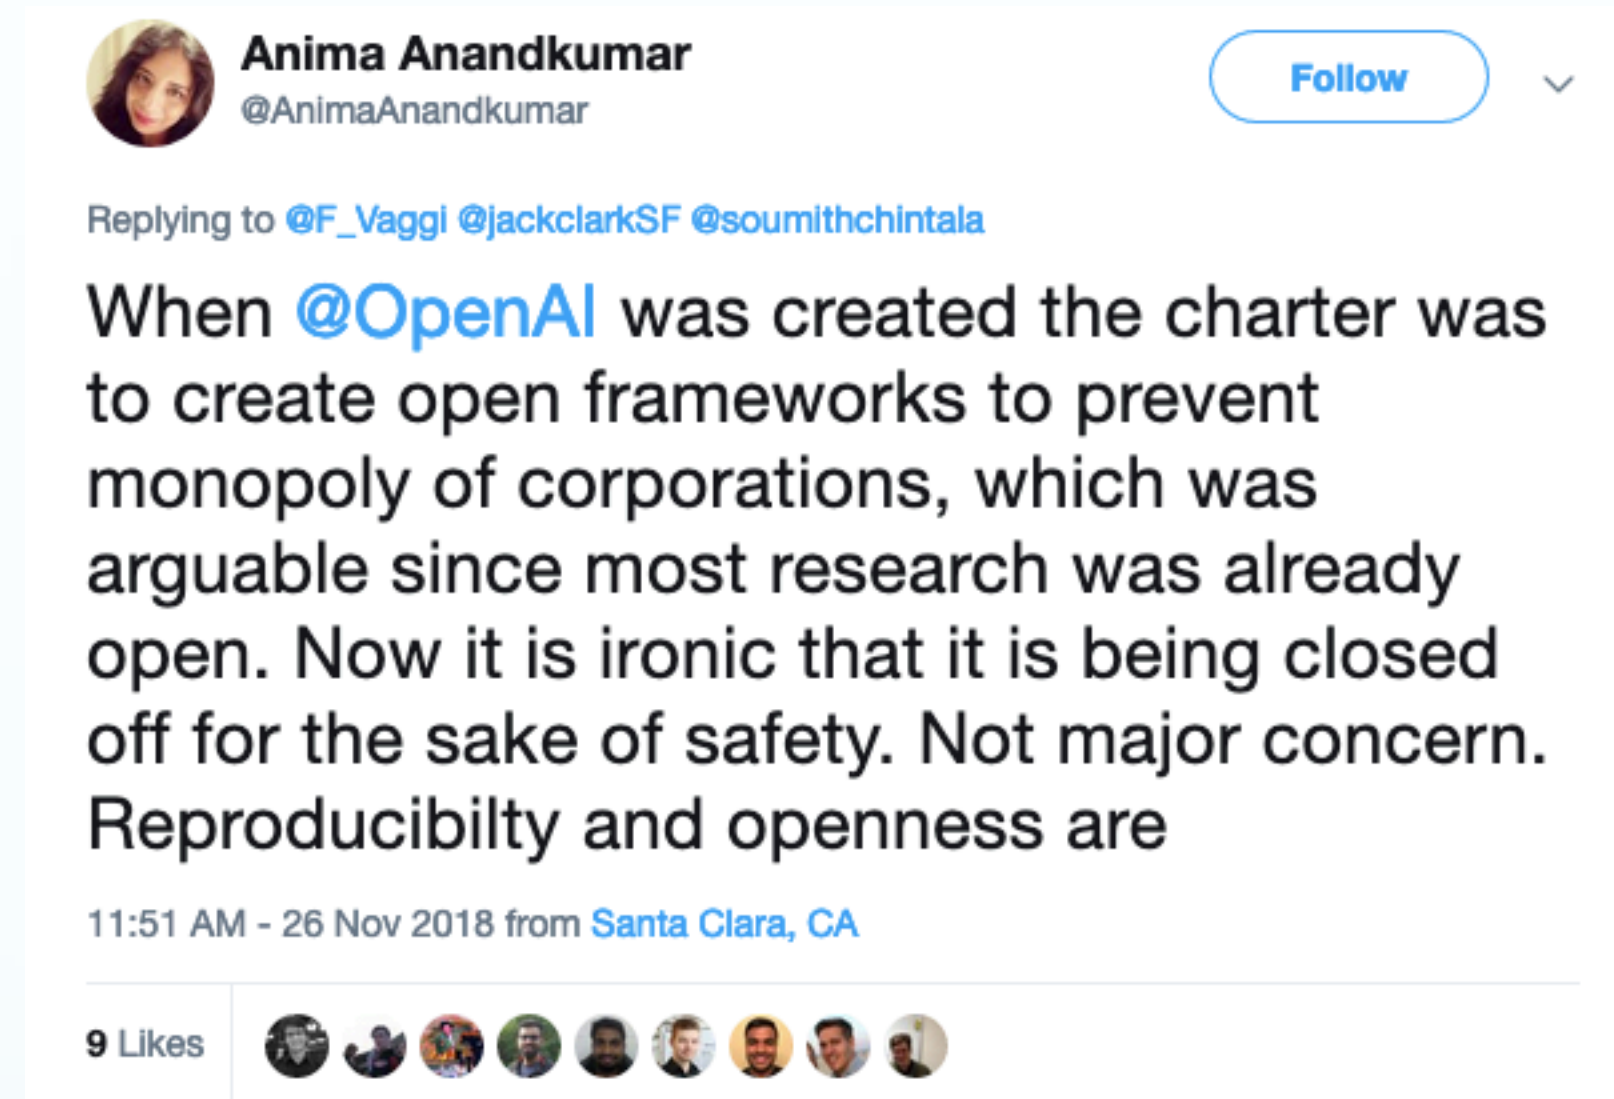 Anima Anandkumar
@AnimaAnandkumar
Follow
Replying to @F_Vaggi @jackclarkSF @soumithchintala
When @OpenAI was created the charter was
to create open frameworks to prevent
monopoly of corporations, which was
arguable since most research was already
open. Now it is ironic that it is being closed
off for the sake of safety. Not major concern.
Reproducibilty and openness are
11:51 AM - 26 Nov 2018 from Santa Clara, CA
9 Likes